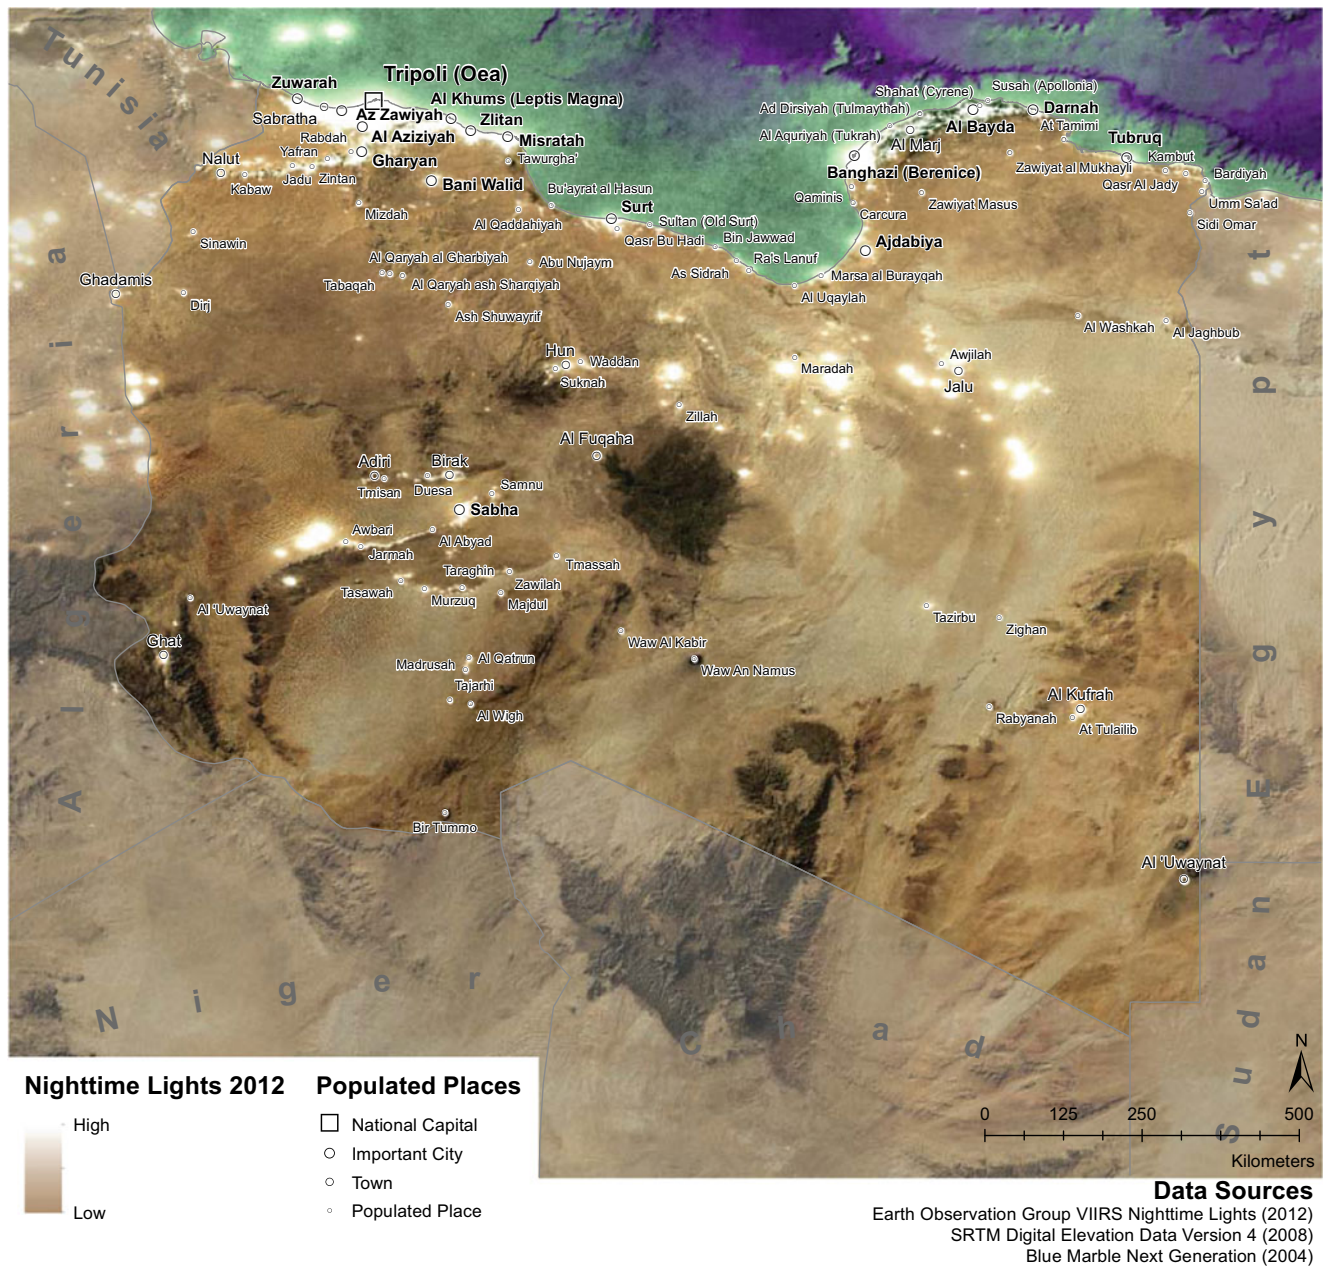 Tunisia
Tripoli (Oea)
Zuwarah
Al Khums (Leptis Magna)
Sabratha
Az Zawiyah
Zlitan
Rabdah
Al Aziziyah
Misratah
Yafran
Nalut
Gharyan
Tawurgha'
Kabaw
Jadu
Zintan
Bani Walid
Bu'ayrat al Hasun
Mizdah
Al Qaddahiyah
Surt
Sultan (Old Surt)
Sinawin
Qasr Bu Hadi
Bin Jawwad
Al Qaryah al Gharbiyah
Abu Nujaym
Ra's Lanuf
Tabaqah
Al Qaryah ash Sharqiyah
As Sidrah
Ghadamis
Dirj
Ash Shuwayrif
Shahat (Cyrene)
Susah (Apollonia)
Ad Dirsiyah (Tulmaythah)
Darnah
Al Aquriyah (Tukrah)
Al Bayda
At Tamimi
Al Marj
Tubruq
Banghazi (Berenice)
Zawiyat al Mukhayli
Kambut
Qasr Al Jady
Bardiyah
Qaminis
Zawiyat Masus
Umm Sa'ad
Carcura
Sidi Omar
Ajdabiya
Marsa al Burayqah
Al Uqaylah
Al Washkah
Al Jaghbub
Hun
Waddan
Suknah
Maradah
Awjilah
Jalu
Zillah
Al Fuqaha
Adiri
Birak
Tmisan
Duesa
Samnu
Sabha
Awbari
Al Abyad
Jarmah
Tmassah
Taraghin
Zawilah
Tasawah
Murzuq
Majdul
Al 'Uwaynat
Ghat
Waw Al Kabir
Waw An Namus
Tazirbu
Zighan
Madrusah
Al Qatrun
Tajarhi
Al Wigh
Al Kufrah
Rabyanah
At Tulailib
Bir Tummo
Al 'Uwaynat
Algeria
Egypt
Niger
Chad
Sudan
N
0 125 250 500
Kilometers
Nighttime Lights 2012
High
Low
Populated Places
National Capital
Important City
Town
Populated Place
Data Sources
Earth Observation Group VIIRS Nighttime Lights (2012)
SRTM Digital Elevation Data Version 4 (2008)
Blue Marble Next Generation (2004)